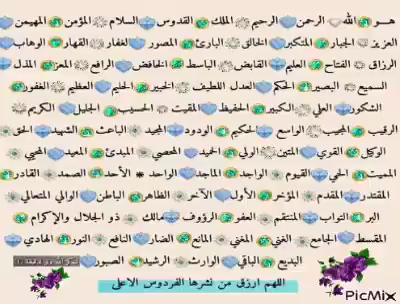 هـــو الله الرحمن الرحيم الملك القدوس السلام المؤمن المهيمن
العزيز الجبار المتكبر الخالق البارئ المصور الغفار القهار الوهاب
الرزاق الفتاح العليم القابض الباسط الخافض الرافع المعز المذل
السميع البصير الحكم العدل اللطيف الخبير الحليم العظيم الغفور
الشكور العلي الكبير الحفيظ المقيت الحسيب الجليل الكريم
الرقيب المجيب الواسع الحكيم الودود المجيد الباعث الشهيد الحق
الوكيل القوي المتين الولي الحميد المحصي المبدئ المعيد المحيي
المميت الحي القيوم الواجد الماجد الواحد الأحد الصمد القادر
المقتدر المقدم المؤخر الأول الآخر الظاهر الباطن الوالي المتعالي
البر التواب المنتقم العفو الرؤوف مالك ذو الجلال والإكرام
المقسط الجامع الغني المغني المانع الضار النافع النور الهادي
البديع الباقي الوارث الرشيد الصبور
اللهم ارزق من نشرها الفردوس الاعلى
PicMix